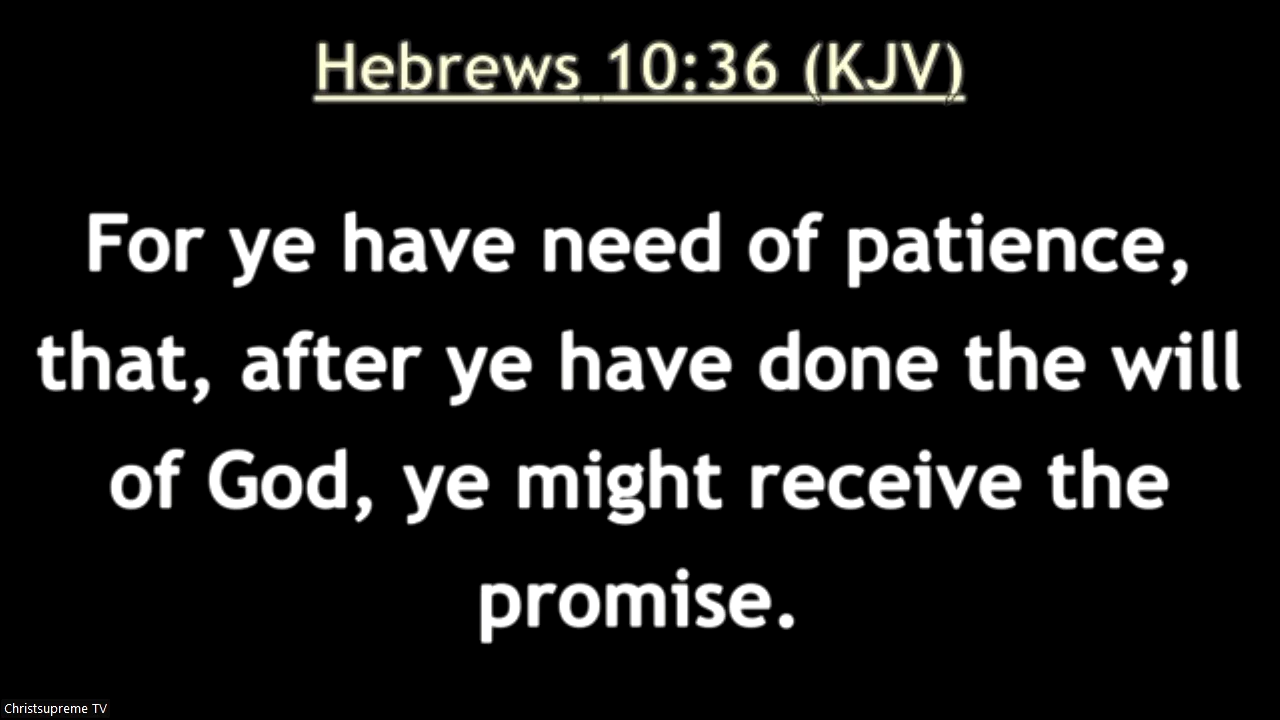 Hebrews 10:36 (KJV)
For ye have need of patience,
that, after ye have done the will
of God, ye might receive the
promise.
Christsupreme TV